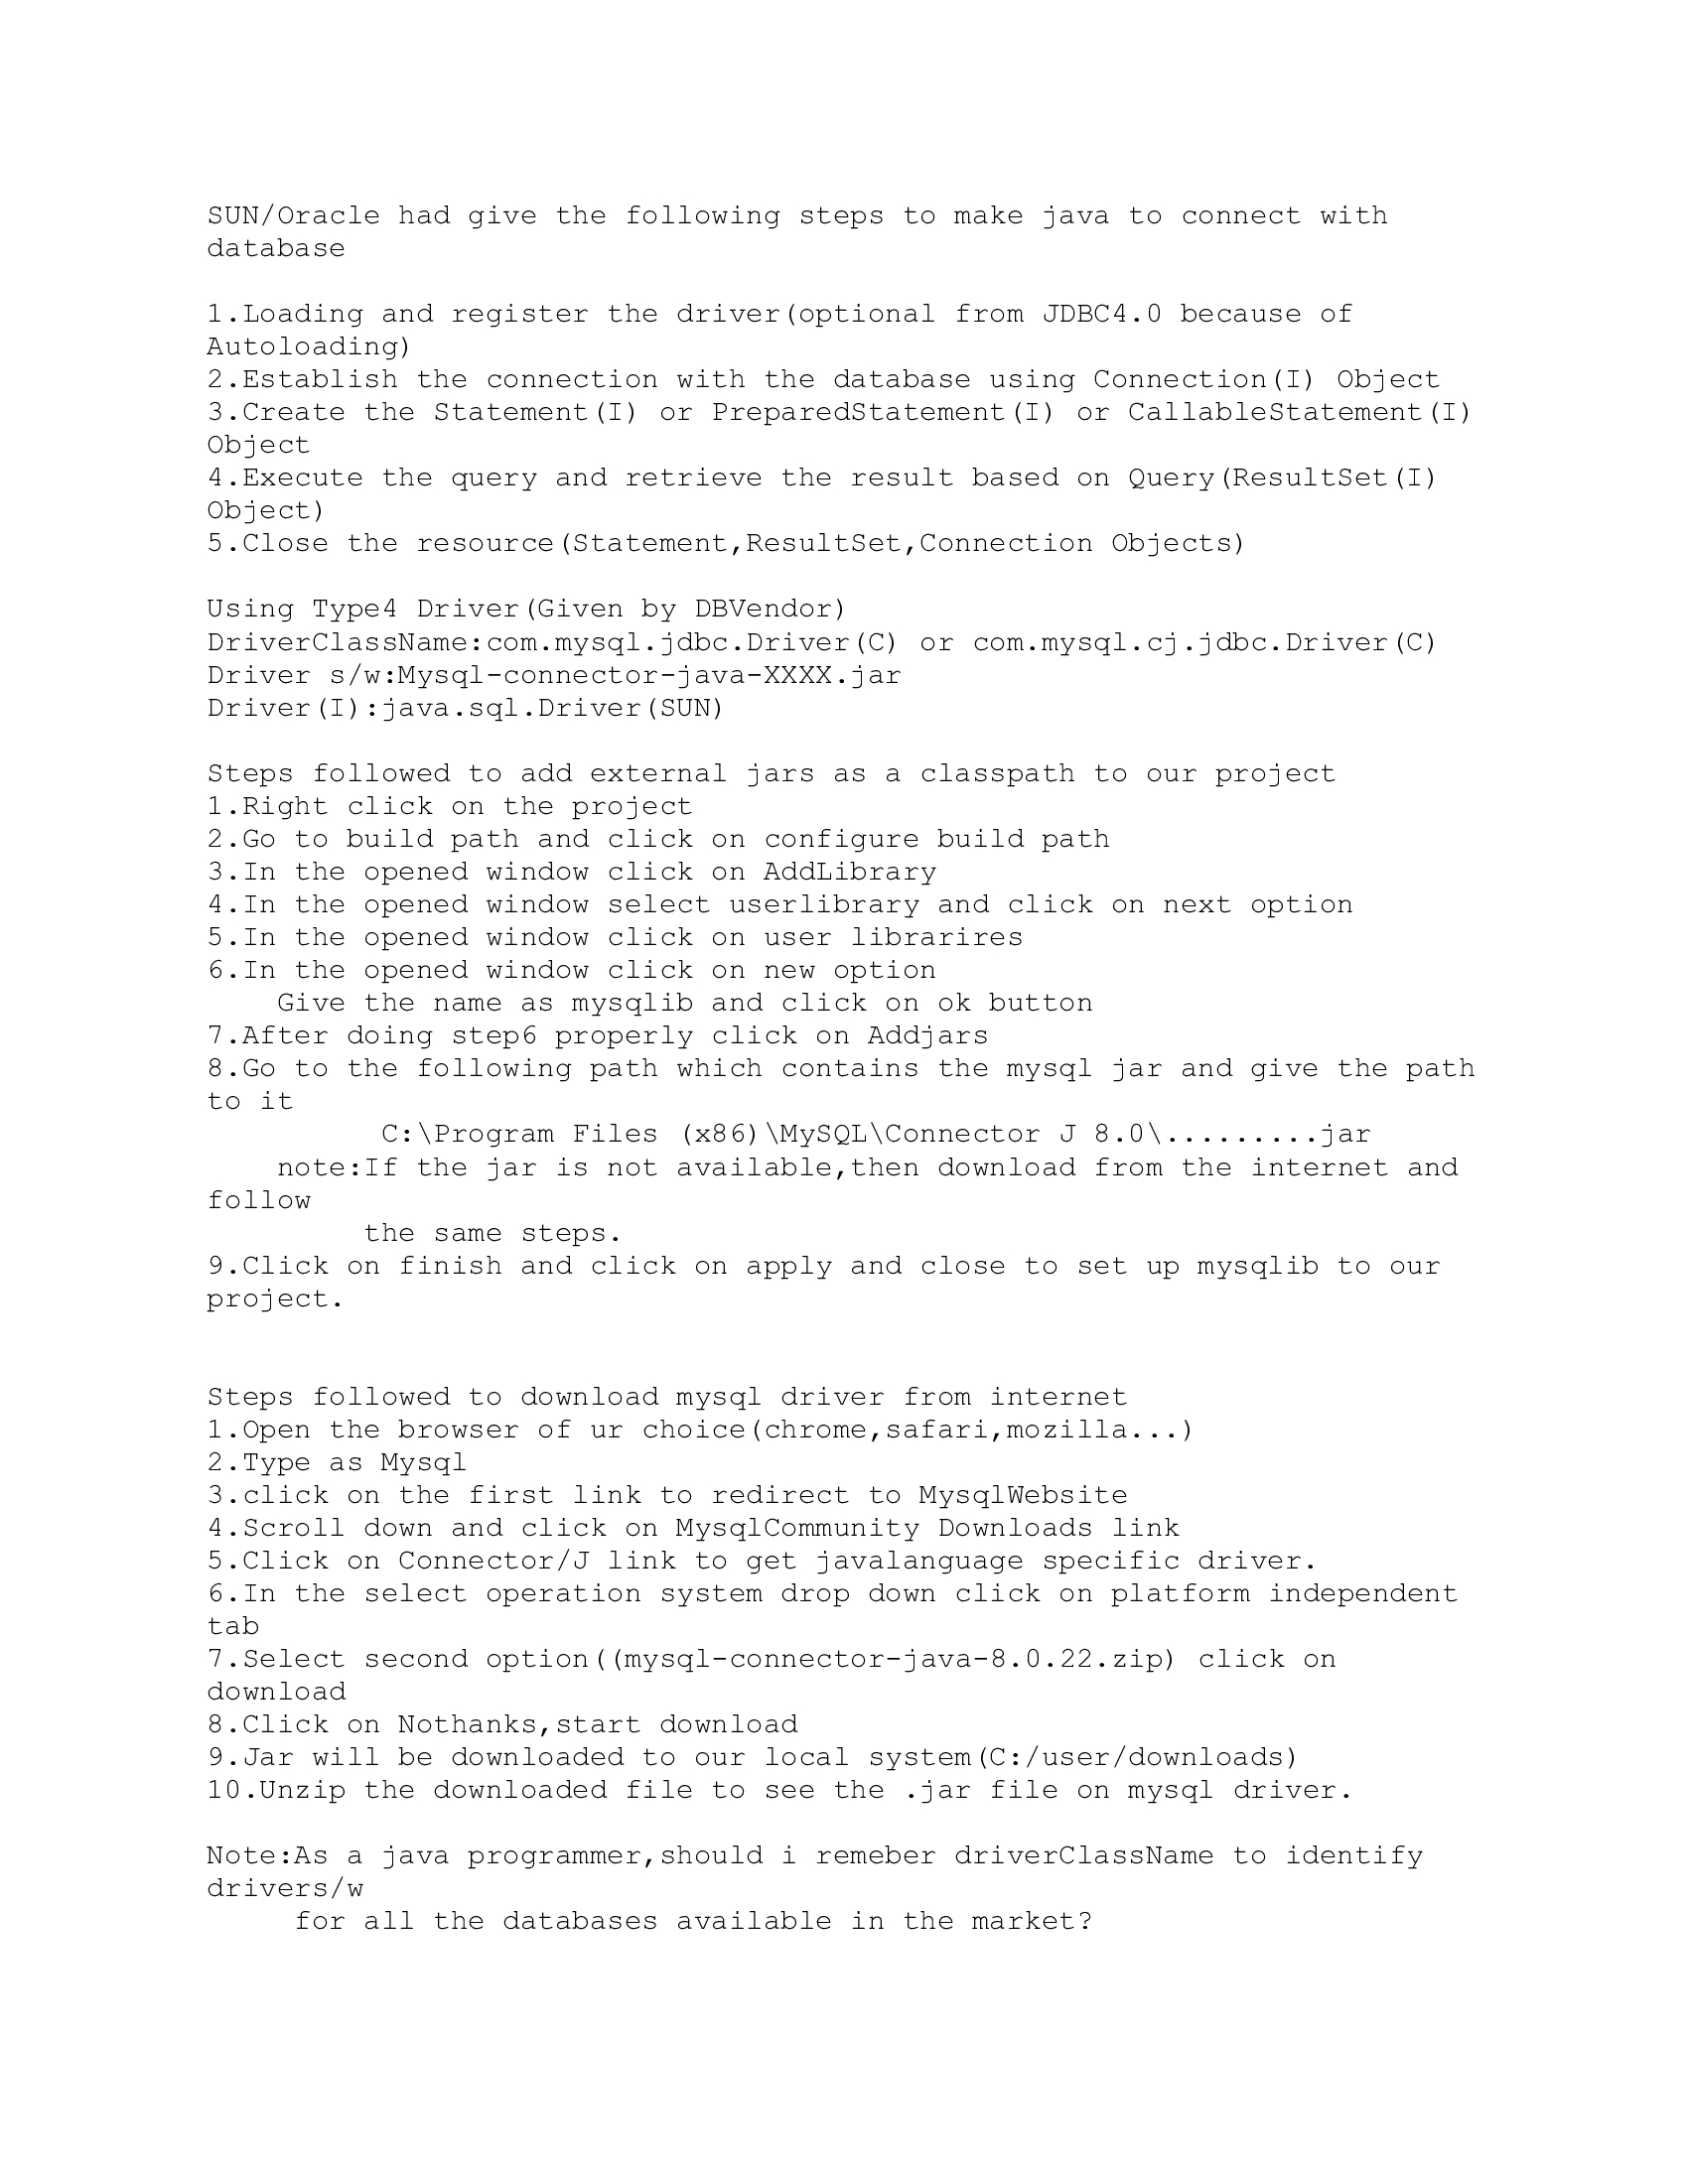 SUN/Oracle had give the following steps to make java to connect with
database
1.Loading and register the driver(optional from JDBC4.0 because of
Autoloading)
2.Establish the connection with the database using Connection(I) Object
3.Create the Statement(I) or PreparedStatement(I) or CallableStatement(I)
Object
4.Execute the query and retrieve the result based on Query(ResultSet(I)
Object)
5.Close the resource(Statement,ResultSet,Connection Objects)
Using Type4 Driver(Given by DBVendor)
DriverClassName:com.mysql.jdbc.Driver(C) or com.mysql.cj.jdbc.Driver(C)
Driver s/w:Mysql-connector-java-XXXX.jar
Driver(I):java.sql.Driver(SUN)
Steps followed to add external jars as a classpath to our project
1.Right click on the project
2.Go to build path and click on configure build path
3.In the opened window click on AddLibrary
4.In the opened window select userlibrary and click on next option
5.In the opened window click on user librarires
6.In the opened window click on new option
Give the name as mysqlib and click on ok button
7.After doing step6 properly click on Addjars
8.Go to the following path which contains the mysql jar and give the path
to it
C:\Program Files (x86)\MySQL\Connector J 8.0\.........jar
note:If the jar is not available,then download from the internet and
follow
the same steps.
9.Click on finish and click on apply and close to set up mysqlib to our
project.
Steps followed to download mysql driver from internet
1.Open the browser of ur choice(chrome,safari,mozilla...)
2.Type as Mysql
3.click on the first link to redirect to MysqlWebsite
4.Scroll down and click on MysqlCommunity Downloads link
5.Click on Connector/J link to get javalanguage specific driver.
6.In the select operation system drop down click on platform independent
tab
7.Select second option((mysql-connector-java-8.0.22.zip) click on
download
8.Click on Nothanks,start download
9.Jar will be downloaded to our local system(C:/user/downloads)
10.Unzip the downloaded file to see the .jar file on mysql driver.
Note:As a java programmer,should i remeber driverClassName to identify
drivers/w
for all the databases available in the market?